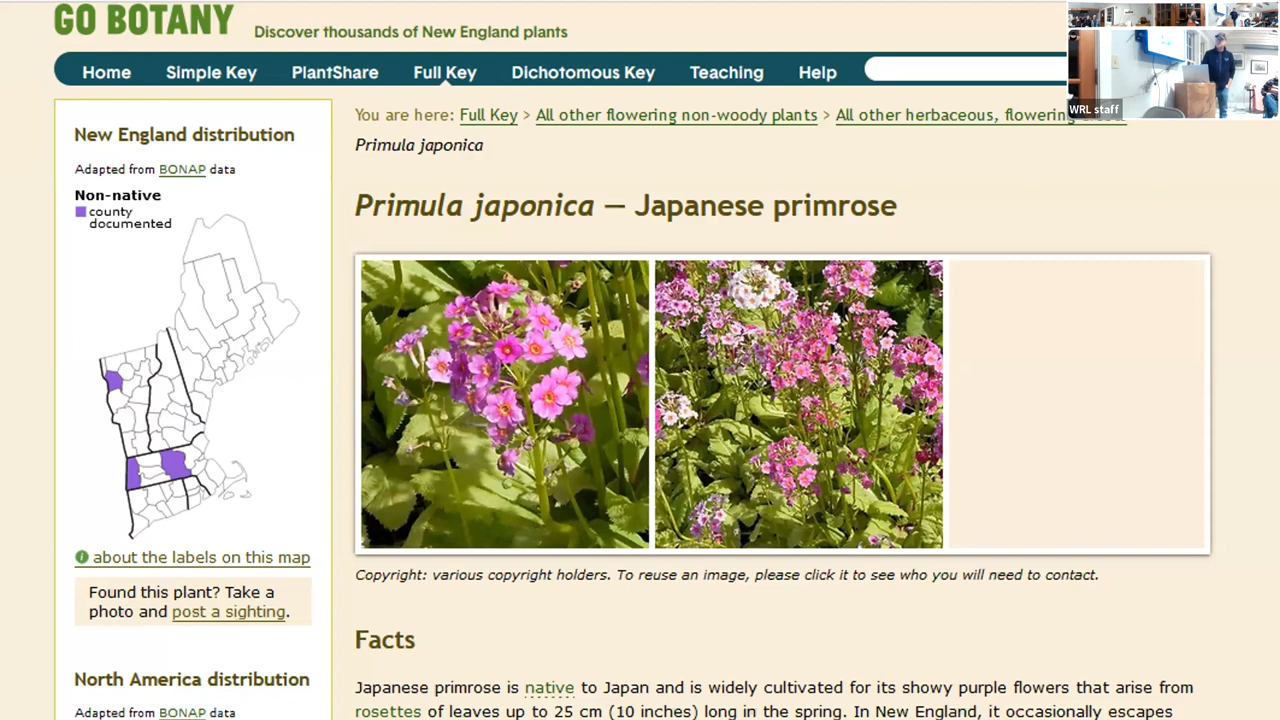 GO BOTANY
Discover thousands of New England plants
Home Simple Key PlantShare Full Key Dichotomous Key Teaching Help
WRL staff
New England distribution
Adapted from BONAP data
Non-native
county
documented
about the labels on this map
Found this plant? Take a
photo and post a sighting.
North America distribution
Adapted from BONAP data
You are here: Full Key > All other flowering non-woody plants > All other herbaceous, flowering
Primula japonica
Primula japonica — Japanese primrose
Copyright: various copyright holders. To reuse an image, please click it to see who you will need to contact.
Facts
Japanese primrose is native to Japan and is widely cultivated for its showy purple flowers that arise from
rosettes of leaves up to 25 cm (10 inches) long in the spring. In New England, it occasionally escapes